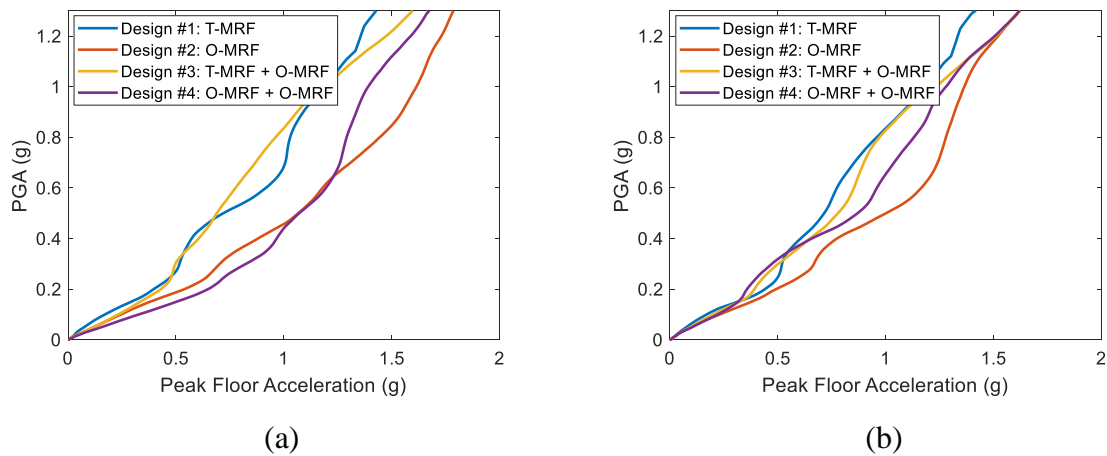 Design #1: T-MRF
Design #2: O-MRF
Design #3: T-MRF + O-MRF
Design #4: O-MRF + O-MRF
PGA (g)
1.2
1
0.8
0.6
0.4
0.2
0
0 0.5 1 1.5 2
Peak Floor Acceleration (g)
(a)
Design #1: T-MRF
Design #2: O-MRF
Design #3: T-MRF + O-MRF
Design #4: O-MRF + O-MRF
PGA (g)
1.2
1
0.8
0.6
0.4
0.2
0
0 0.5 1 1.5 2
Peak Floor Acceleration (g)
(b)